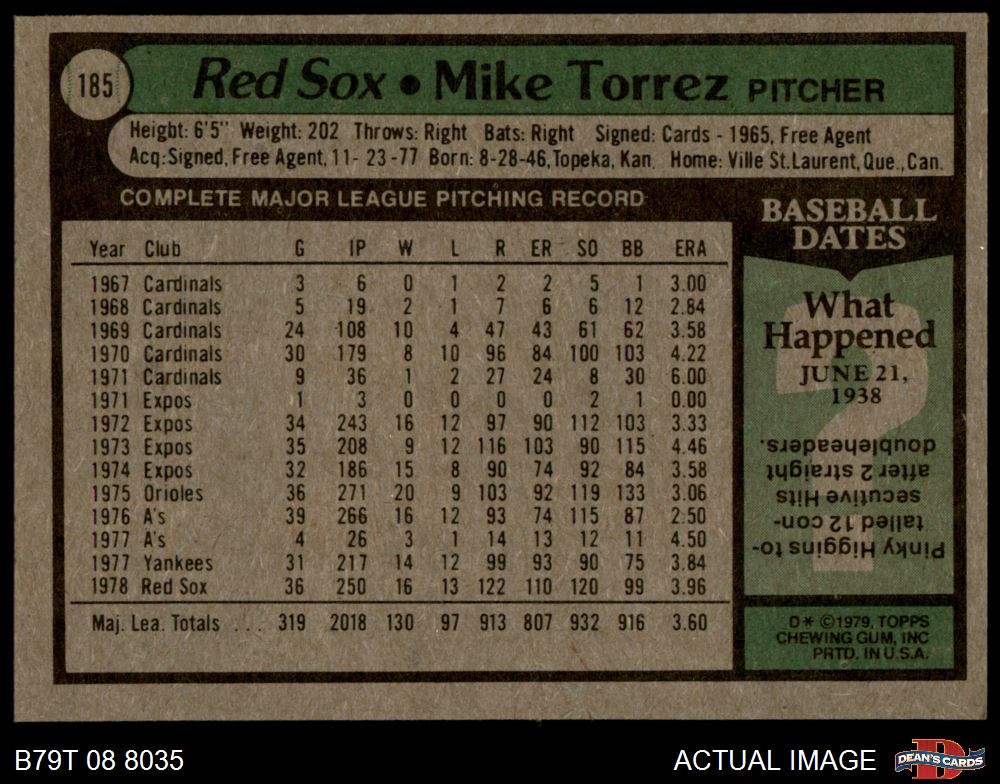 185
Red Sox • Mike Torrez PITCHER
Height: 6'5" Weight: 202 Throws: Right Bats: Right Signed: Cards - 1965, Free Agent
Acq: Signed, Free Agent, 11- 23 -77 Born: 8-28-46, Topeka, Kan. Home: Ville St. Laurent, Que., Can.
COMPLETE MAJOR LEAGUE PITCHING RECORD
Year Club G IP W L R ER SO BB ERA
1967 Cardinals 3 6 0 1 2 2 5 1 3.00
1968 Cardinals 5 19 2 1 7 6 6 12 2.84
1969 Cardinals 24 108 10 4 47 43 61 62 3.58
1970 Cardinals 30 179 8 10 96 84 100 103 4.22
1971 Cardinals 9 36 1 2 27 24 8 30 6.00
1971 Expos 1 3 0 0 0 0 2 1 0.00
1972 Expos 34 243 16 12 97 90 112 103 3.33
1973 Expos 35 208 9 12 116 103 90 115 4.46
1974 Expos 32 186 15 8 90 74 92 84 3.58
1975 Orioles 36 271 20 9 103 92 119 133 3.06
1976 A's 39 266 16 12 93 74 115 87 2.50
1977 A's 4 26 3 1 14 13 12 11 4.50
1977 Yankees 31 217 14 12 99 93 90 75 3.84
1978 Red Sox 36 250 16 13 122 110 120 99 3.96
Maj. Lea. Totals ... 319 2018 130 97 913 807 932 916 3.60
BASEBALL
DATES
What
Happened
JUNE 21,
1938
Pinky Higgins to-
talled 12 con-
secutive Hits
after 2 straight
doubleheaders.
D* ©1979, TOPPS
CHEWING GUM, INC
PRTD. IN U.S.A.
B79T 08 8035
ACTUAL IMAGE
D
DEAN'S CARDS